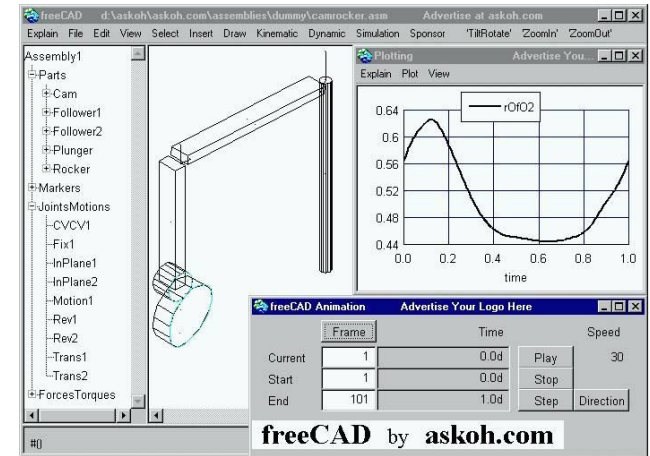 freeCAD d:\askoh\askoh.com\assemblies\dummy\camrocker.asm Advertise at askoh.com
Explain File Edit View Select Insert Draw Kinematic Dynamic Simulation Sponsor 'TiltRotate' 'ZoomIn' 'ZoomOut'
Assembly1
Parts
Cam
Follower1
Follower2
Plunger
Rocker
Markers
JointsMotions
CVCV1
Fix1
InPlane1
InPlane2
Motion1
Rev1
Rev2
Trans1
Trans2
ForcesTorques
#()
Plotting Advertise You...
Explain Plot View
rOfO2
0.64
0.6
0.56
0.52
0.48
0.44
0.0 0.2 0.4 0.6 0.8 1.0
time
freeCAD Animation Advertise Your Logo Here
Frame Time Speed
Current 1 0.0d Play 30
Start 1 0.0d Stop
End 101 1.0d Step Direction
freeCAD by askoh.com